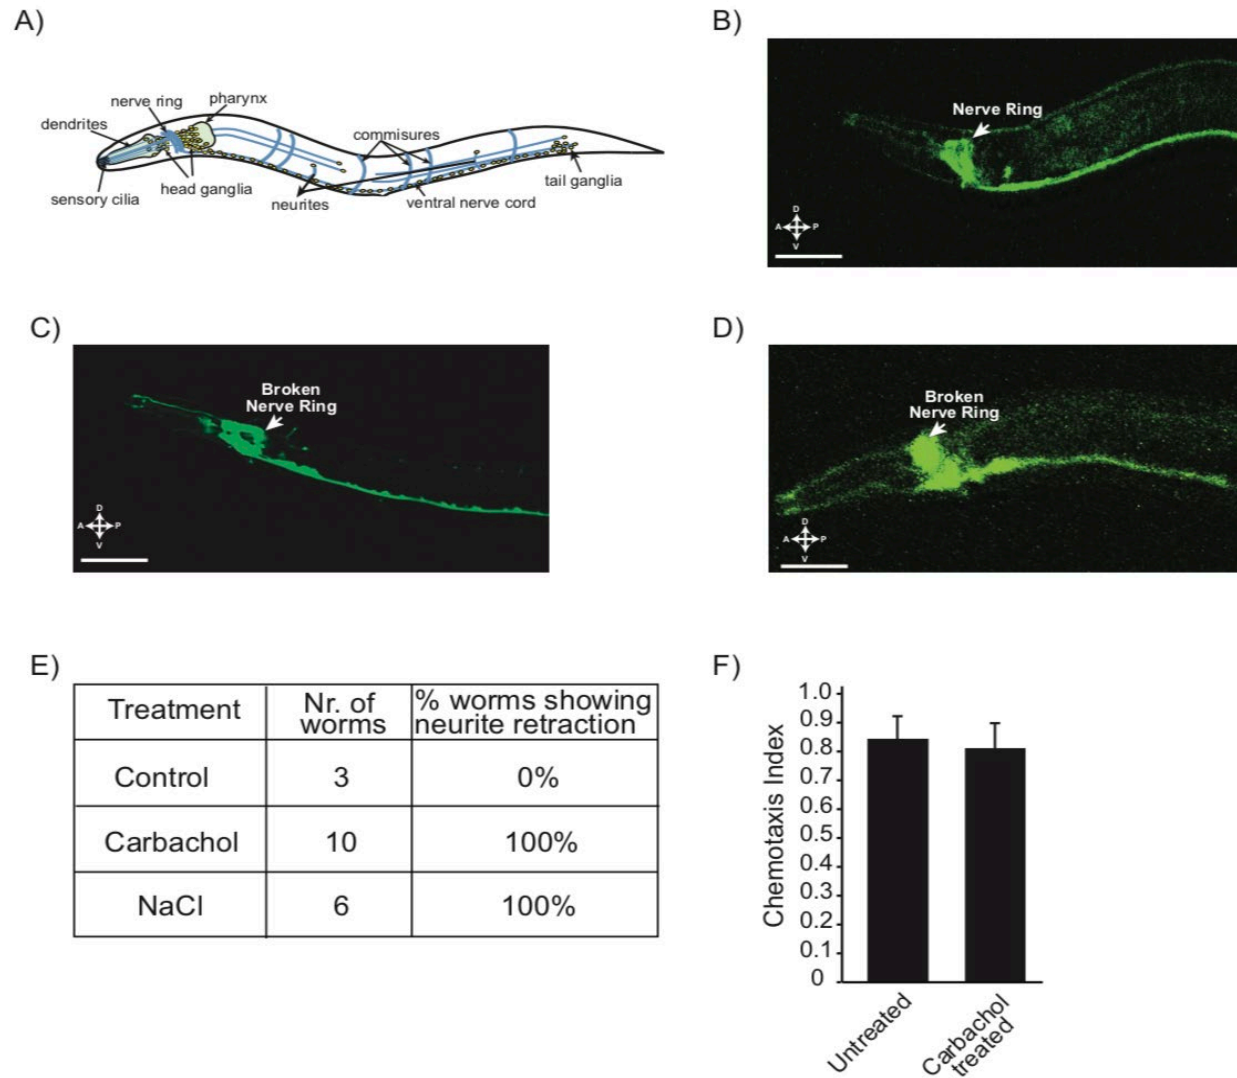 A)
nerve ring
pharynx
dendrites
commisures
sensory cilia
head ganglia
neurites
ventral nerve cord
tail ganglia
B)
Nerve Ring
D
A P
V
C)
Broken
Nerve Ring
D
A P
V
D)
Broken
Nerve Ring
D
A P
V
E)
Treatment
Nr. of
worms
% worms showing
neurite retraction
Control 3 0%
Carbachol 10 100%
NaCl 6 100%
F)
Chemotaxis Index
1.0
0.9
0.8
0.7
0.6
0.5
0.4
0.3
0.2
0.1
0
Untreated
Carbachol
treated